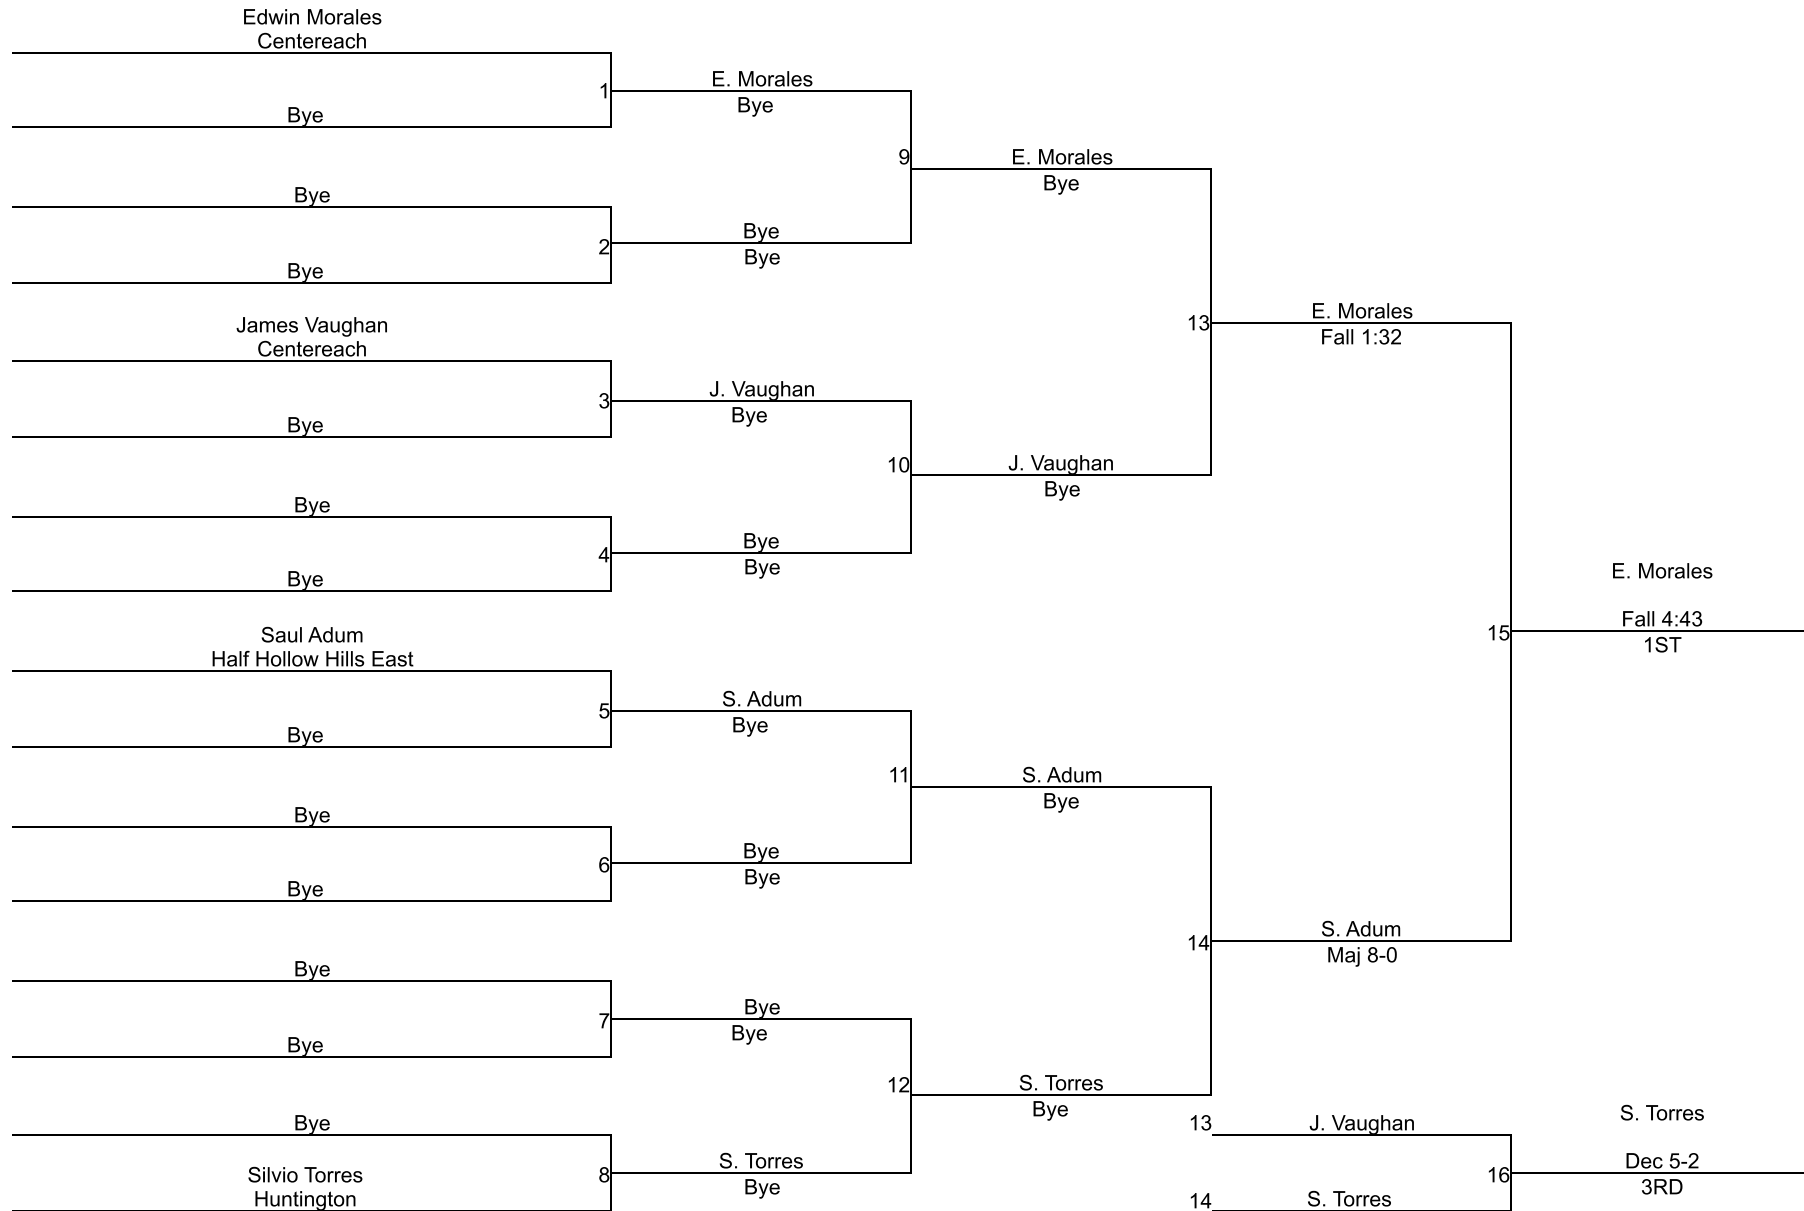 Edwin Morales
Centereach
1
Bye
E. Morales
Bye
9
Bye
2
Bye
Bye
Bye
E. Morales
Bye
James Vaughan
Centereach
3
Bye
J. Vaughan
Bye
10
Bye
4
Bye
Bye
Bye
J. Vaughan
Bye
13
E. Morales
Fall 1:32
Saul Adum
Half Hollow Hills East
5
Bye
S. Adum
Bye
11
Bye
6
Bye
Bye
Bye
S. Adum
Bye
Bye
7
Bye
Bye
Bye
12
Bye
8
Silvio Torres
Huntington
S. Torres
Bye
S. Torres
Bye
14
S. Adum
Maj 8-0
15
E. Morales
Fall 4:43
1ST
13
J. Vaughan
14
S. Torres
16
S. Torres
Dec 5-2
3RD